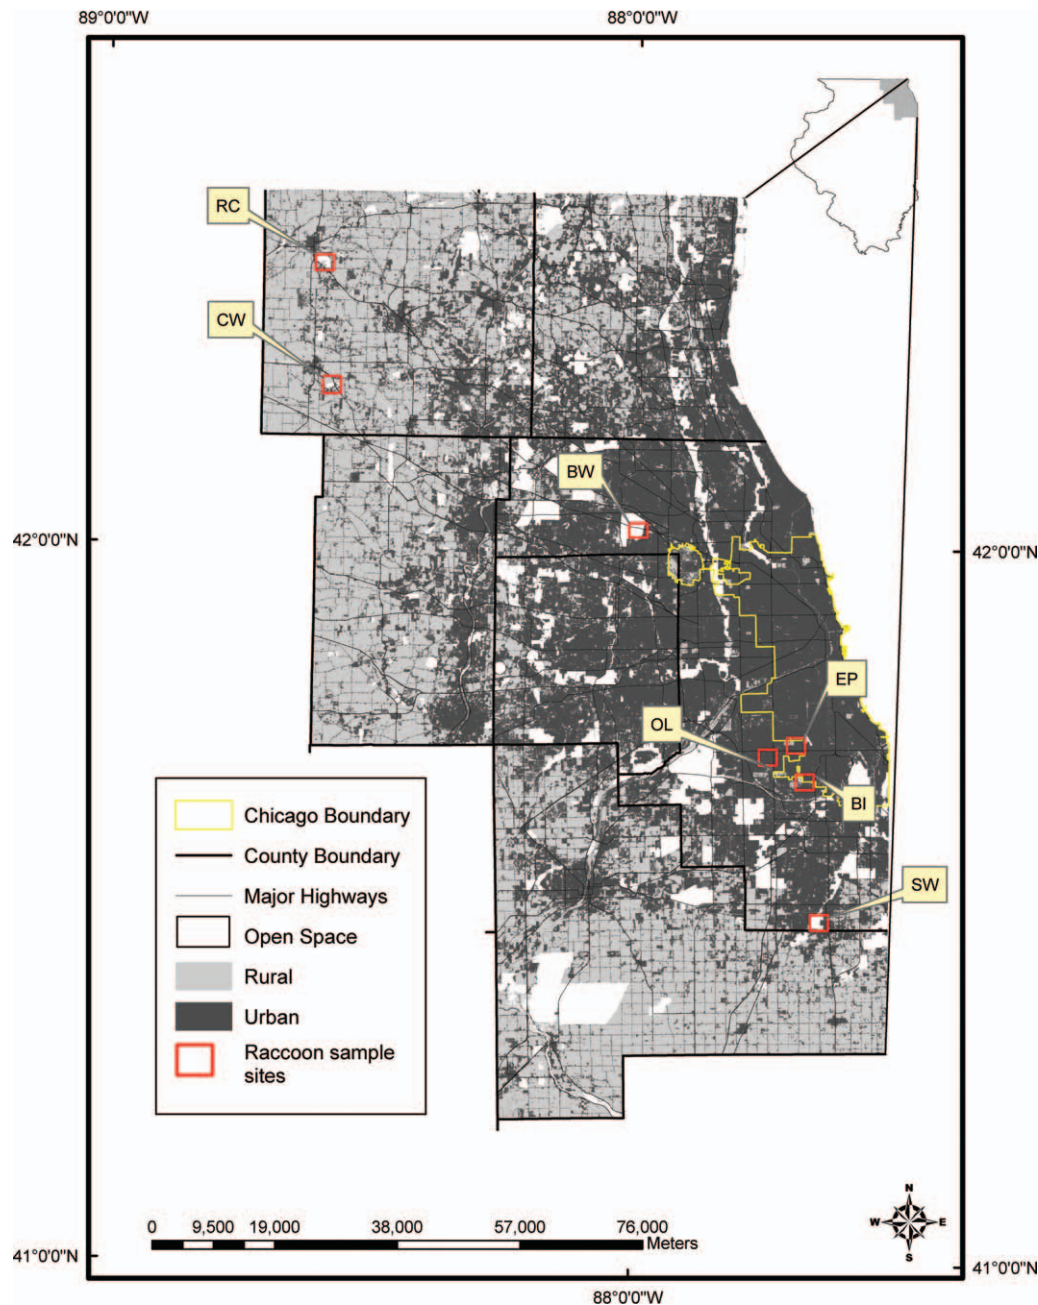 89°0'0"W
88°0'0"W
RC
CW
BW
42°0'0"N
42°0'0"N
EP
OL
BI
SW
Chicago Boundary
County Boundary
Major Highways
Open Space
Rural
Urban
Raccoon sample
sites
N
W
E
S
0
9,500
19,000
38,000
57,000
76,000
Meters
41°0'0"N
41°0'0"N
88°0'0"W